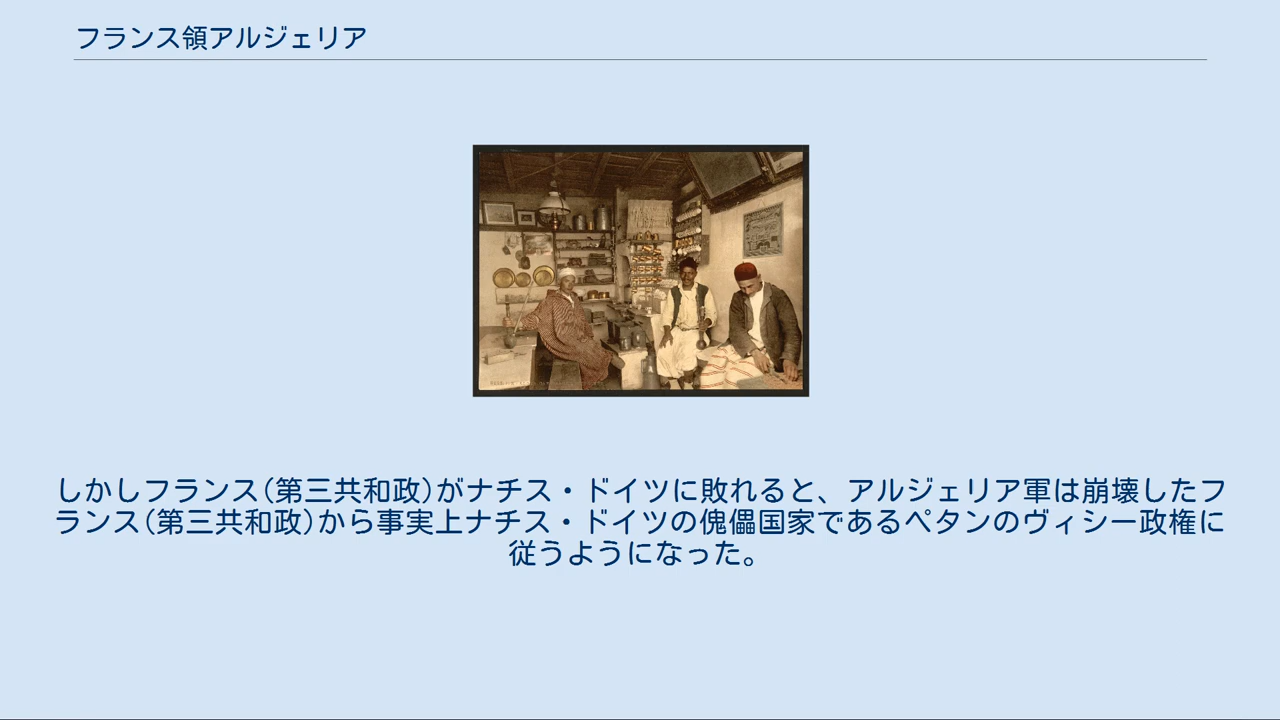 フランス領アルジェリア
しかしフランス(第三共和政)がナチス・ドイツに敗れると、アルジェリア軍は崩壊したフ
ランス(第三共和政)から事実上ナチス・ドイツの傀儡国家であるペタンのヴィシー政権に
従うようになった。